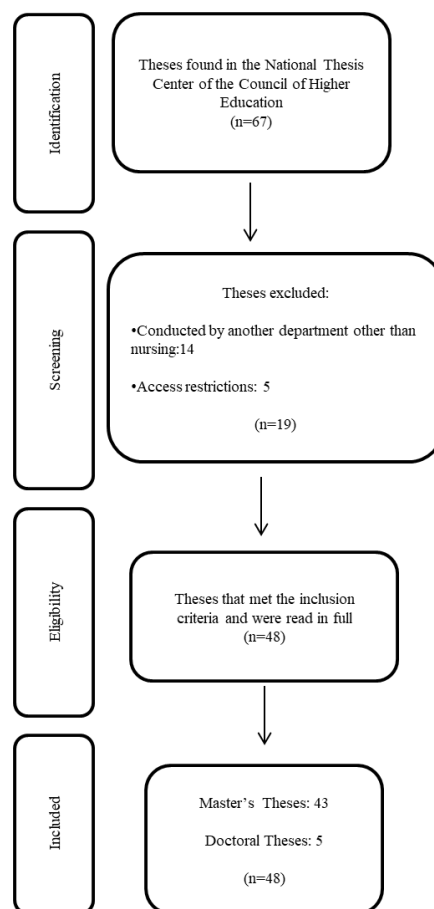 Identification
Theses found in the National Thesis
Center of the Council of Higher
Education
(n=67)
Screening
Theses excluded:
•Conducted by another department other than
nursing:14
•Access restrictions: 5
(n=19)
Eligibility
Theses that met the inclusion
criteria and were read in full
(n=48)
Included
Master’s Theses: 43
Doctoral Theses: 5
(n=48)